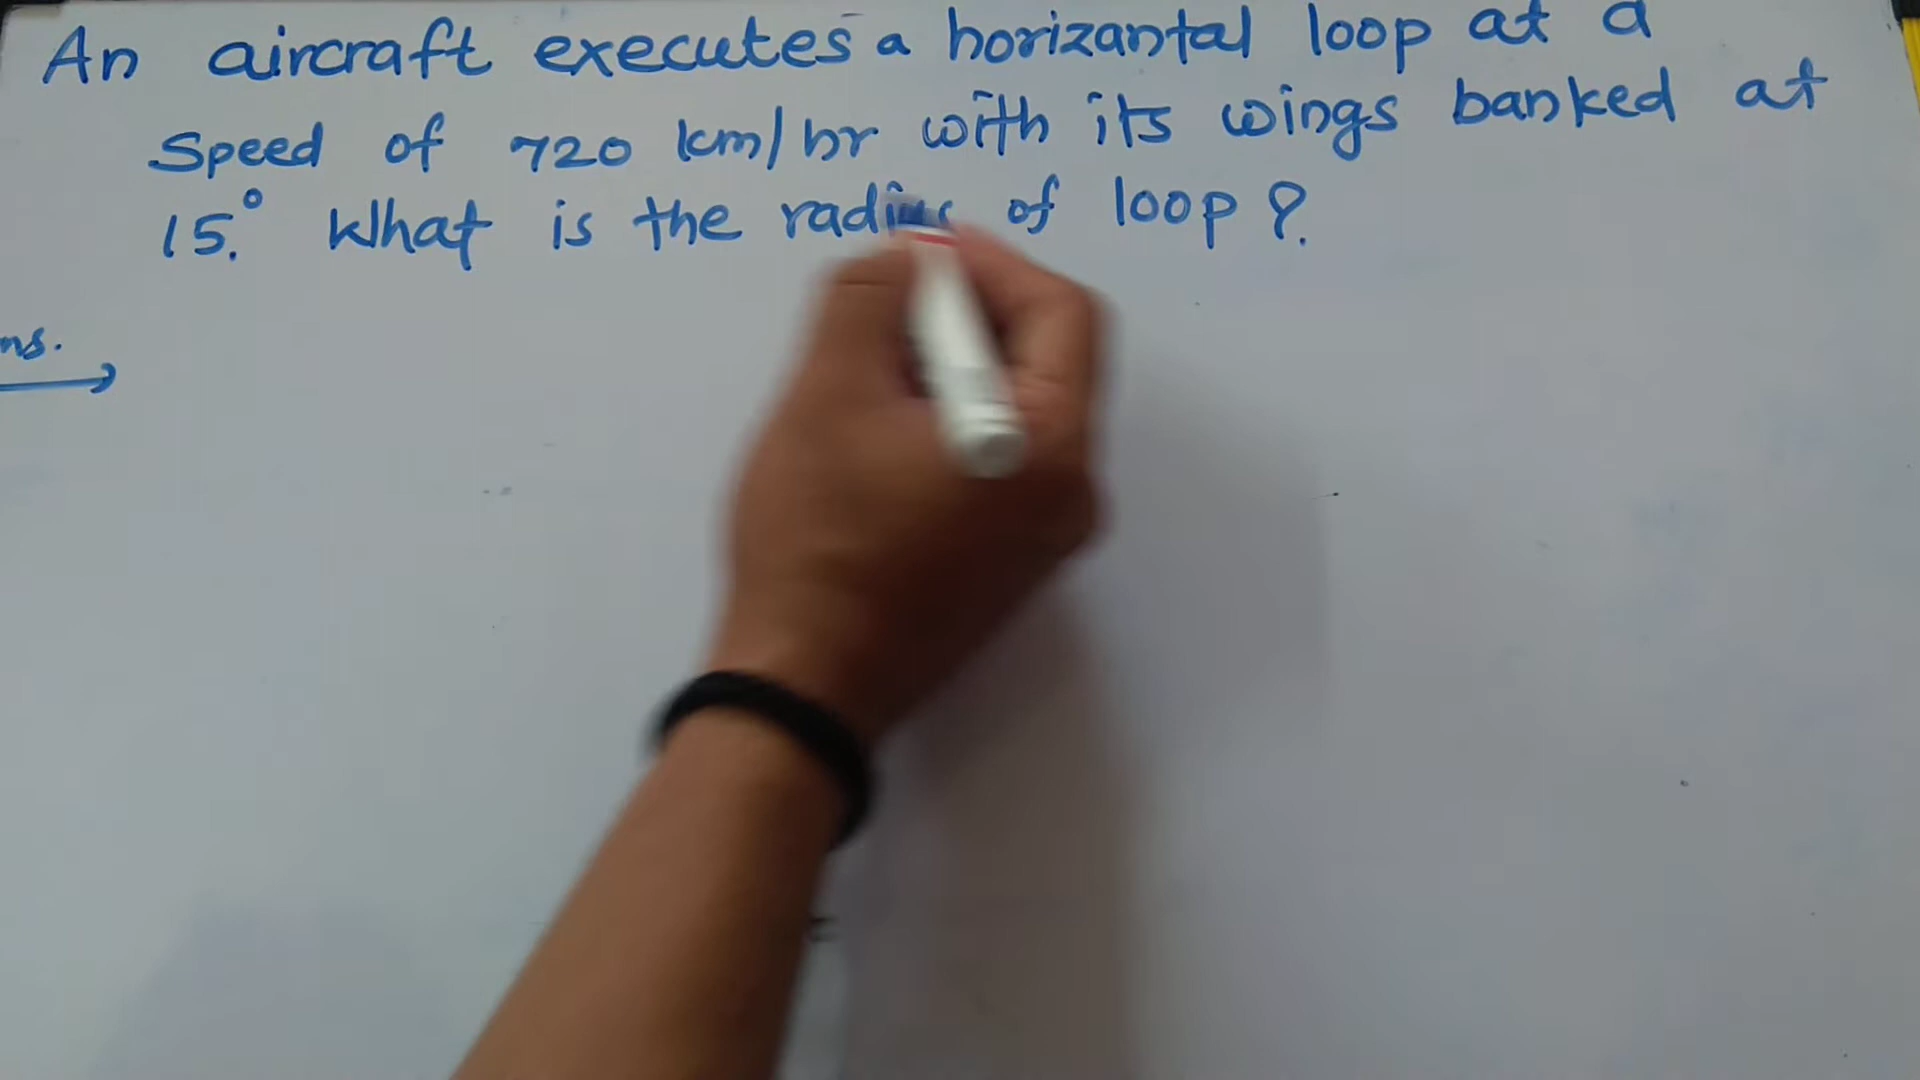 An aircraft executes a horizantal loop at a
Speed of 720 km/hr with its wings banked at
15.° What is the radius of loop ?
ns.